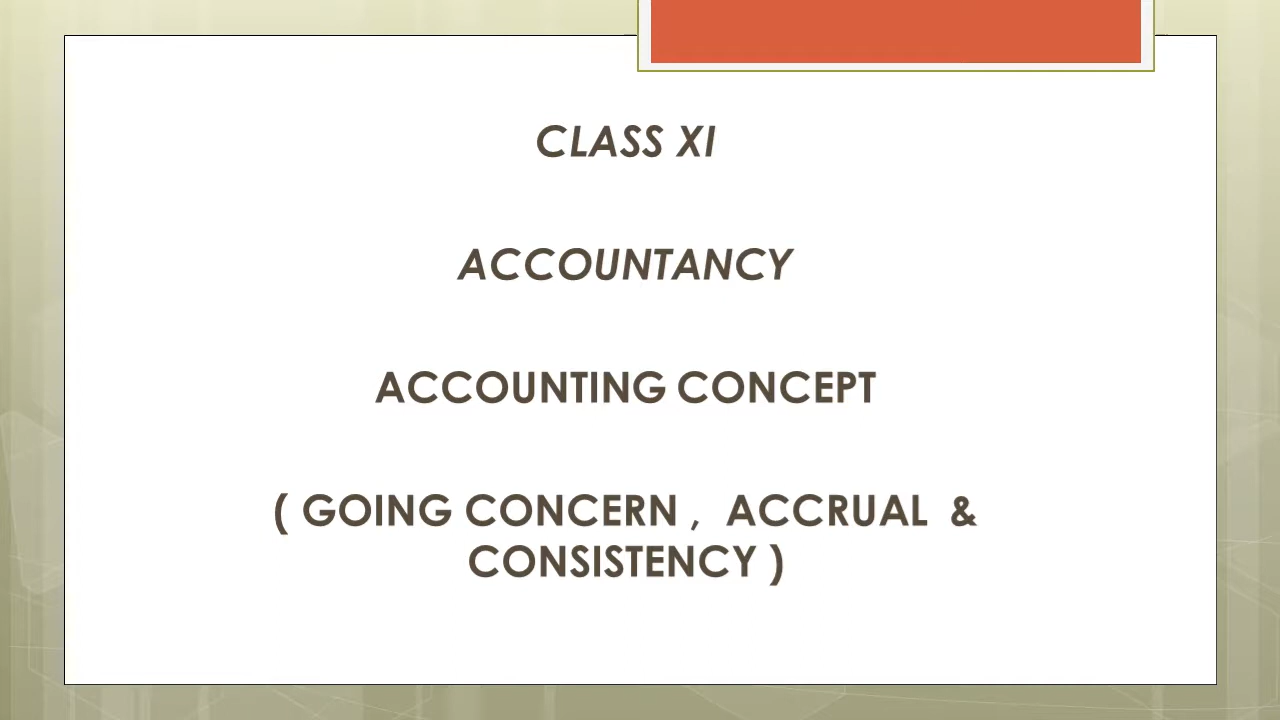 CLASS XI
ACCOUNTANCY
ACCOUNTING CONCEPT
( GOING CONCERN , ACCRUAL &
CONSISTENCY )